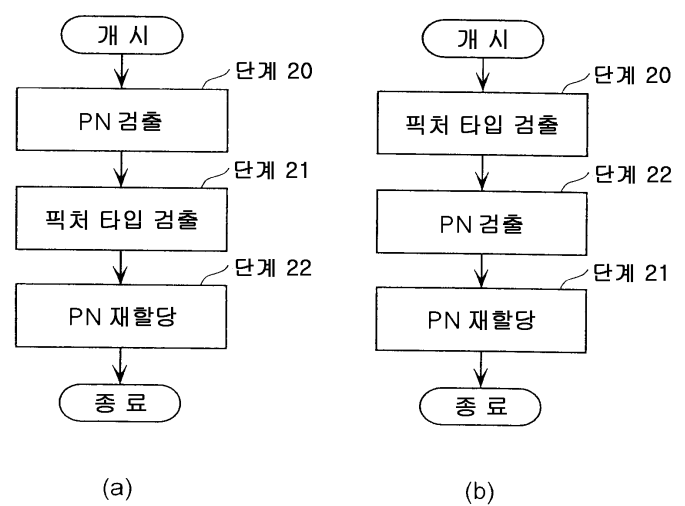 개 시
단계 20
PN 검출
단계 21
픽처 타입 검출
단계 22
PN 재할당
종 료
(a)
개 시
단계 20
픽처 타입 검출
단계 22
PN 검출
단계 21
PN 재할당
종 료
(b)